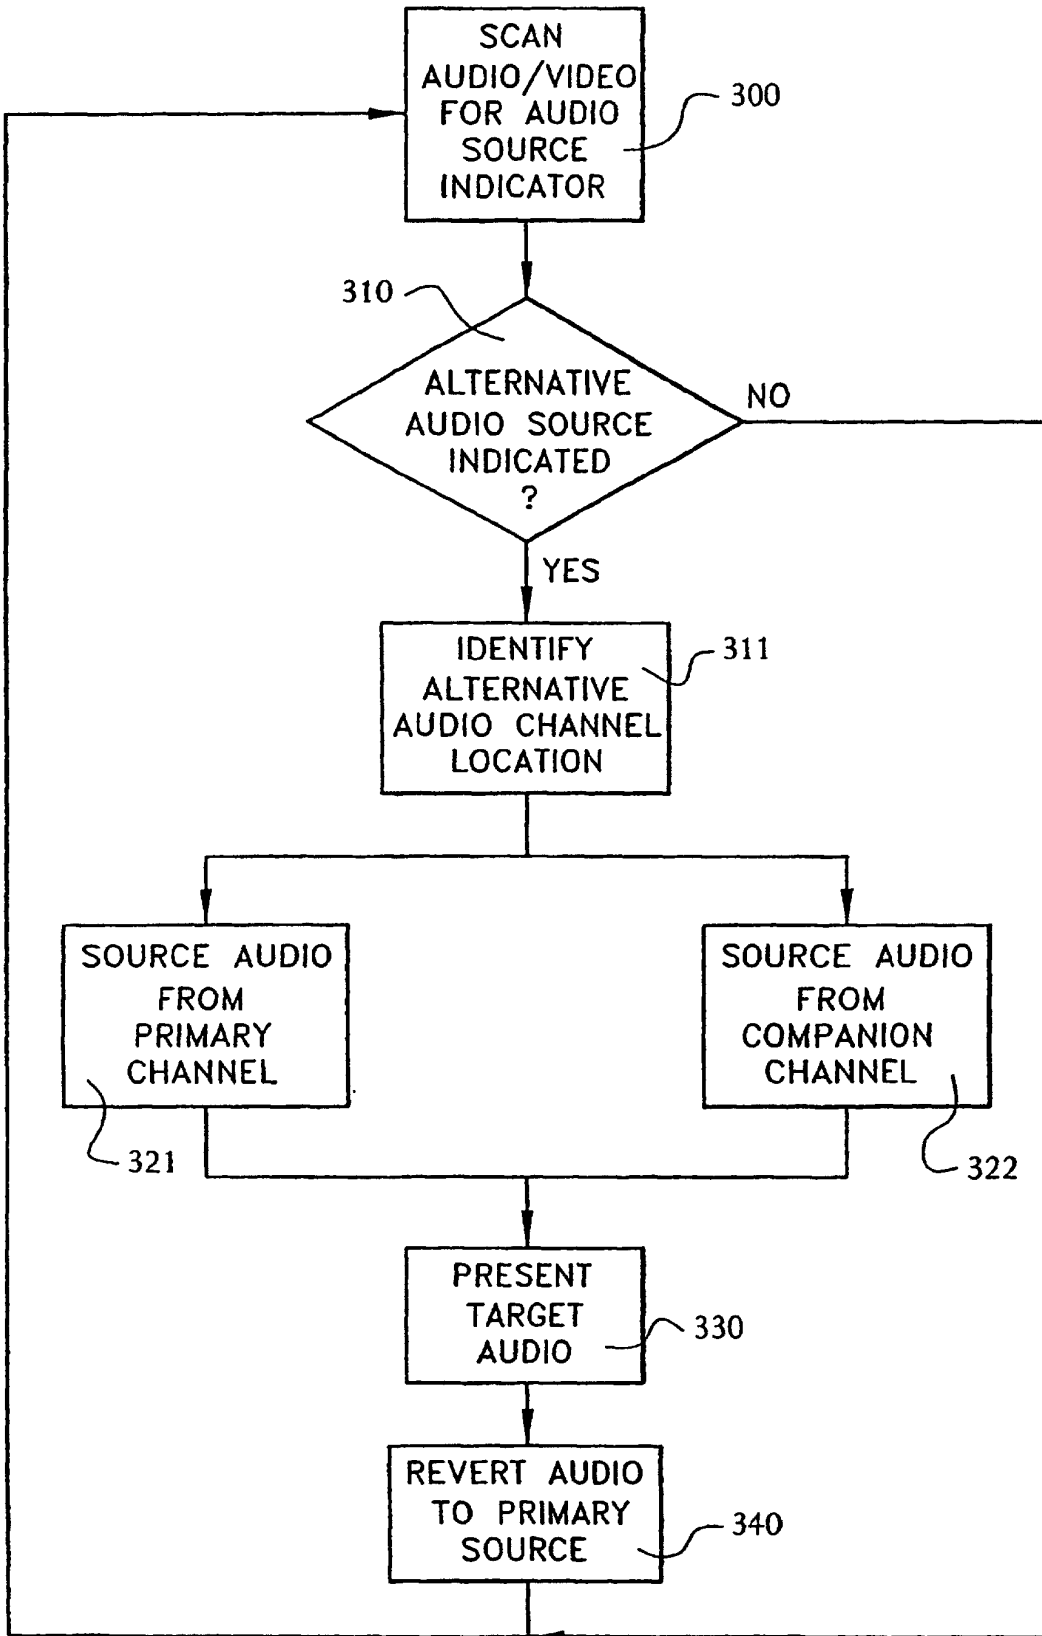 SCAN
AUDIO/VIDEO
FOR AUDIO
SOURCE
INDICATOR
300
310
ALTERNATIVE
AUDIO SOURCE
INDICATED
?
NO
YES
IDENTIFY
ALTERNATIVE
AUDIO CHANNEL
LOCATION
311
SOURCE AUDIO
FROM
PRIMARY
CHANNEL
321
SOURCE AUDIO
FROM
COMPANION
CHANNEL
322
PRESENT
TARGET
AUDIO
330
REVERT AUDIO
TO PRIMARY
SOURCE
340